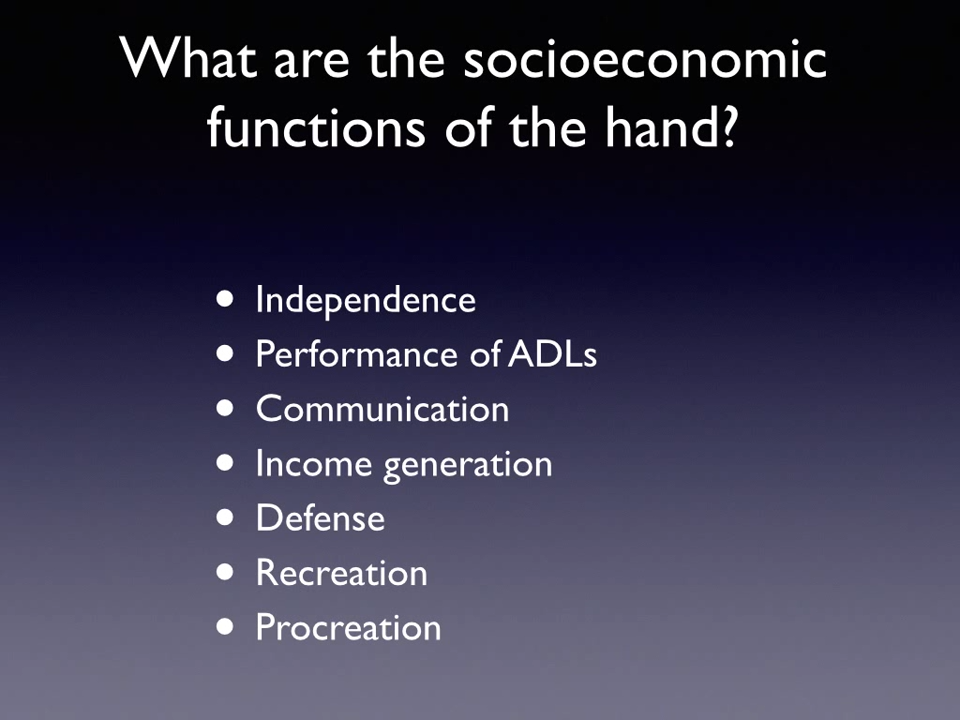 What are the socioeconomic
functions of the hand?
• Independence
• Performance of ADLs
• Communication
• Income generation
• Defense
• Recreation
• Procreation